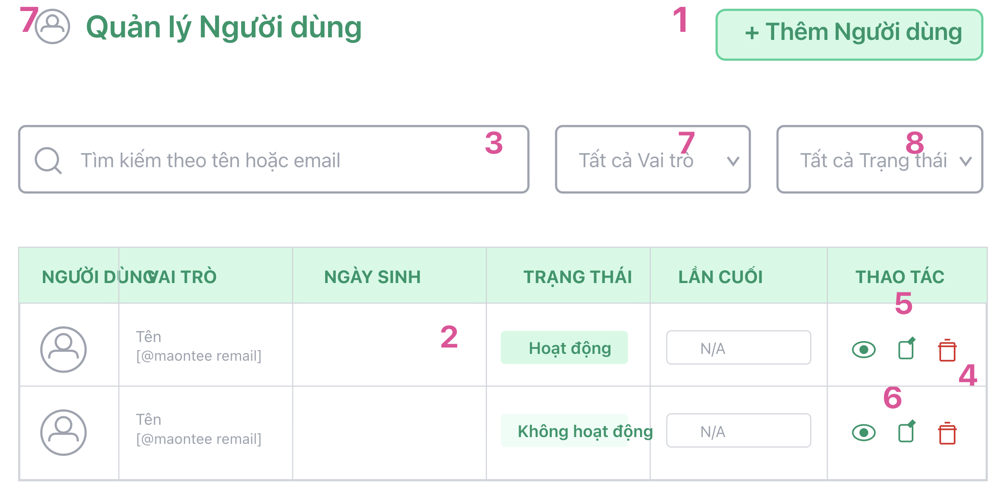 7 Quản lý Người dùng 1 + Thêm Người dùng
Tìm kiếm theo tên hoặc email 3 Tất cả Vai trò 7 Tất cả Trạng thái 8
NGƯỜI DÙNG VAI TRÒ NGÀY SINH TRẠNG THÁI LẦN CUỐI THAO TÁC
5
Tên
[@maontee remail] 2 Hoạt động N/A
4
6
Tên
[@maontee remail] Không hoạt động N/A